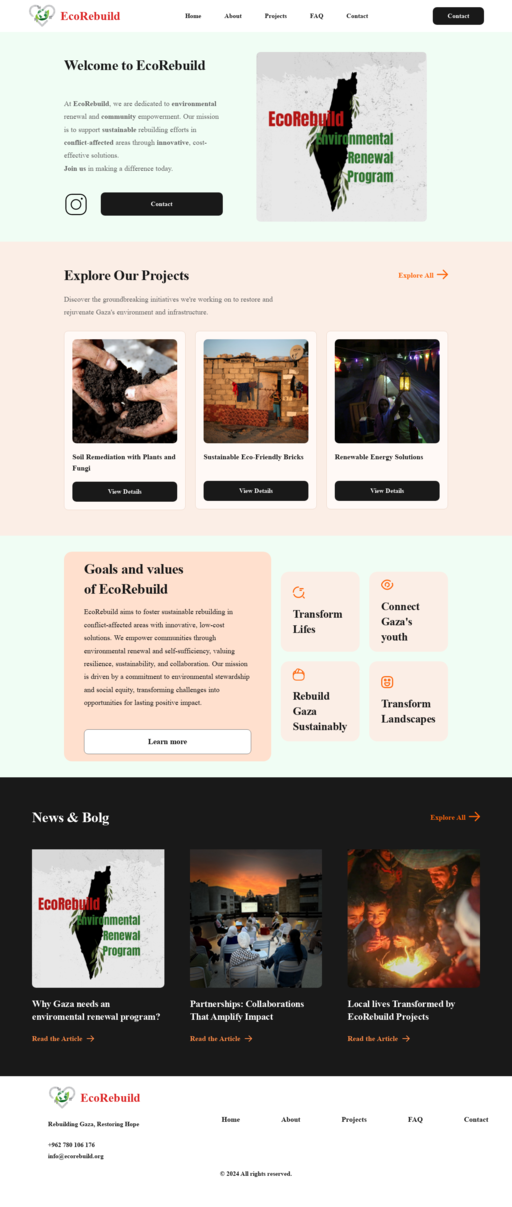 EcoRebuild
Home
About
Projects
FAQ
Contact
Contact
Welcome to EcoRebuild
At EcoRebuild, we are dedicated to environmental
renewal and community empowerment. Our mission
is to support sustainable rebuilding efforts in
conflict-affected areas through innovative, cost-
effective solutions.
Join us in making a difference today.
Contact
EcoRebuild
Environmental
Renewal
Program
Explore Our Projects
Explore All
Discover the groundbreaking initiatives we're working on to restore and
rejuvenate Gaza's environment and infrastructure.
Soil Remediation with Plants and
Fungi
View Details
Sustainable Eco-Friendly Bricks
View Details
Renewable Energy Solutions
View Details
Goals and values
of EcoRebuild
EcoRebuild aims to foster sustainable rebuilding in
conflict-affected areas with innovative, low-cost
solutions. We empower communities through
environmental renewal and self-sufficiency, valuing
resilience, sustainability, and collaboration. Our mission
is driven by a commitment to environmental stewardship
and social equity, transforming challenges into
opportunities for lasting positive impact.
Learn more
Transform
Lifes
Connect
Gaza's
youth
Rebuild
Gaza
Sustainably
Transform
Landscapes
News & Bolg
Explore All
EcoRebuild
Environmental
Renewal
Program
Why Gaza needs an
enviromental renewal program?
Read the Article
Partnerships: Collaborations
That Amplify Impact
Read the Article
Local lives Transformed by
EcoRebuild Projects
Read the Article
EcoRebuild
Rebuilding Gaza, Restoring Hope
+962 780 106 176
info@ecorebuild.org
Home
About
Projects
FAQ
Contact
© 2024 All rights reserved.